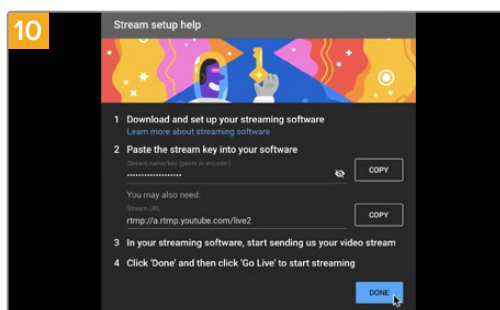 10
Stream setup help
1 Download and set up your streaming software
Learn more about streaming software
2 Paste the stream key into your software
Stream name/key (paste in encoder)
••••••••••••••••••••
COPY
You may also need:
Stream URL
rtmp://a.rtmp.youtube.com/live2
COPY
3 In your streaming software, start sending us your video stream
4 Click 'Done' and then click 'Go Live' to start streaming
DONE